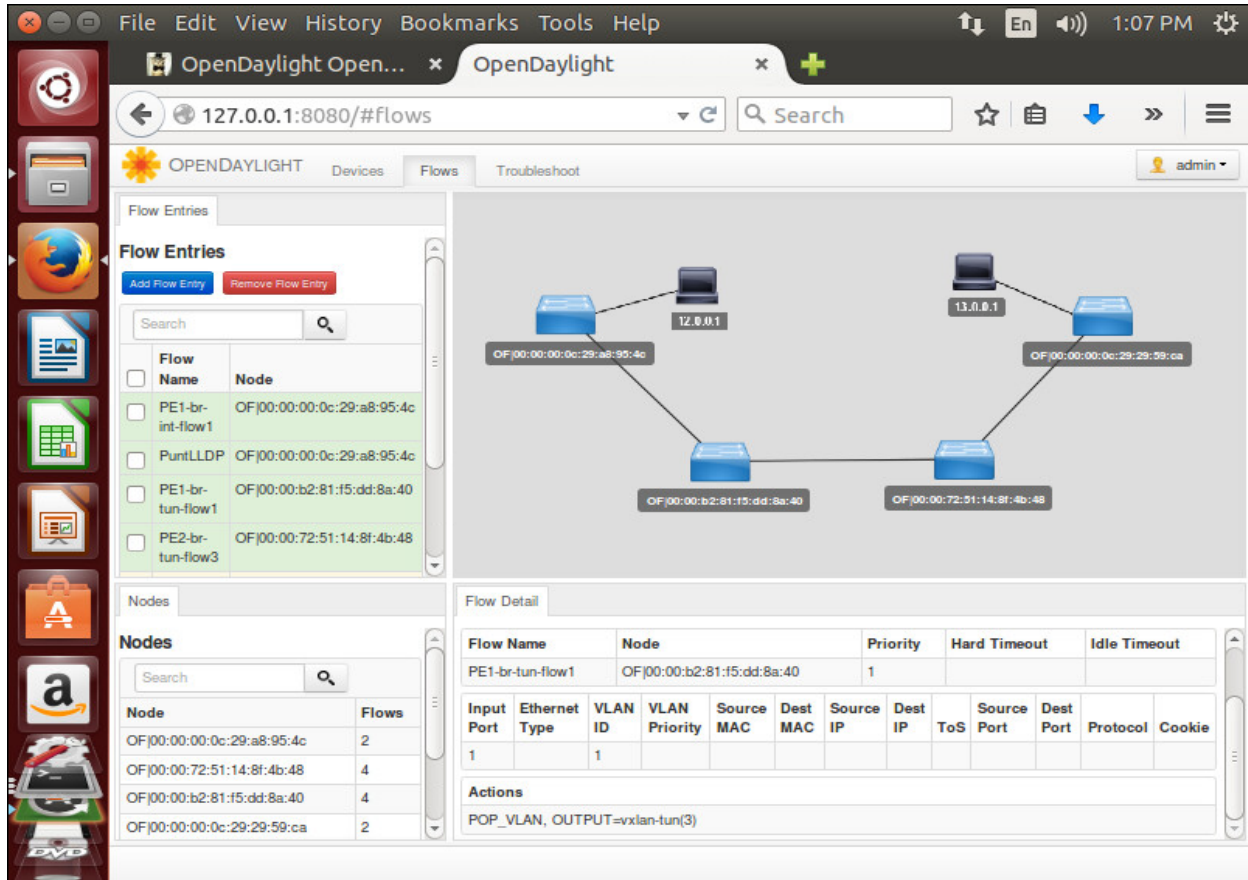 File Edit View History Bookmarks Tools Help
En
1:07 PM
OpenDaylight Open... ×
OpenDaylight ×
127.0.0.1:8080/#flows
Search
OPENDAYLIGHT
Devices
Flows
Troubleshoot
admin
Flow Entries
Flow Entries
Add Flow Entry
Remove Flow Entry
Search
Flow Name Node
PE1-br-int-flow1 OF|00:00:00:0c:29:a8:95:4c
PuntLLDP OF|00:00:00:0c:29:a8:95:4c
PE1-br-tun-flow1 OF|00:00:b2:81:f5:dd:8a:40
PE2-br-tun-flow3 OF|00:00:72:51:14:8f:4b:48
12.0.0.1
13.0.0.1
OF|00:00:00:0c:29:a8:95:4c
OF|00:00:00:0c:29:29:59:ca
OF|00:00:b2:81:f5:dd:8a:40
OF|00:00:72:51:14:8f:4b:48
Nodes
Nodes
Search
Node Flows
OF|00:00:00:0c:29:a8:95:4c 2
OF|00:00:72:51:14:8f:4b:48 4
OF|00:00:b2:81:f5:dd:8a:40 4
OF|00:00:00:0c:29:29:59:ca 2
Flow Detail
Flow Name Node Priority Hard Timeout Idle Timeout
PE1-br-tun-flow1 OF|00:00:b2:81:f5:dd:8a:40 1
Input Port Ethernet Type VLAN ID VLAN Priority Source MAC Dest MAC Source IP Dest IP ToS Source Port Dest Port Protocol Cookie
1 1
Actions
POP_VLAN, OUTPUT=vxlan-tun(3)
a
DVD